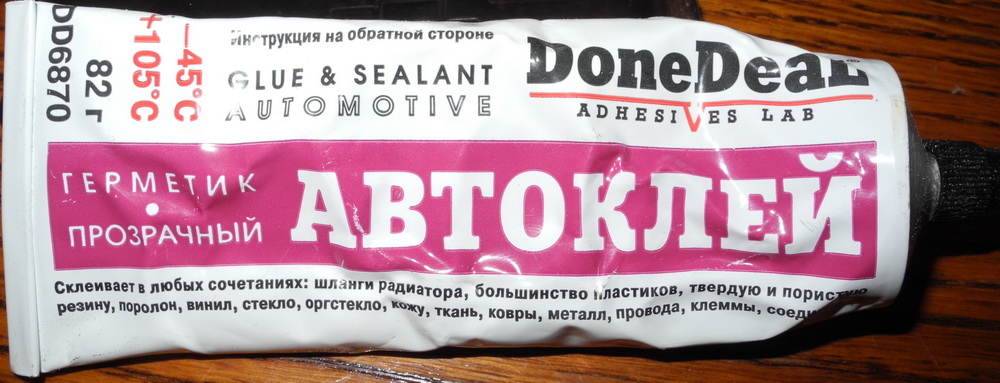 DD6870
82 г
+105°C
—45°C
Инструкция на обратной стороне
GLUE & SEALANT
AUTOMOTIVE
DoneDeaL®
ADHESIVES LAB
ГЕРМЕТИК
•
ПРОЗРАЧНЫЙ
АВТОКЛЕЙ
Склеивает в любых сочетаниях: шланги радиатора, большинство пластиков, твердую и пористую
резину, поролон, винил, стекло, оргстекло, кожу, ткань, ковры, металл, провода, клеммы,